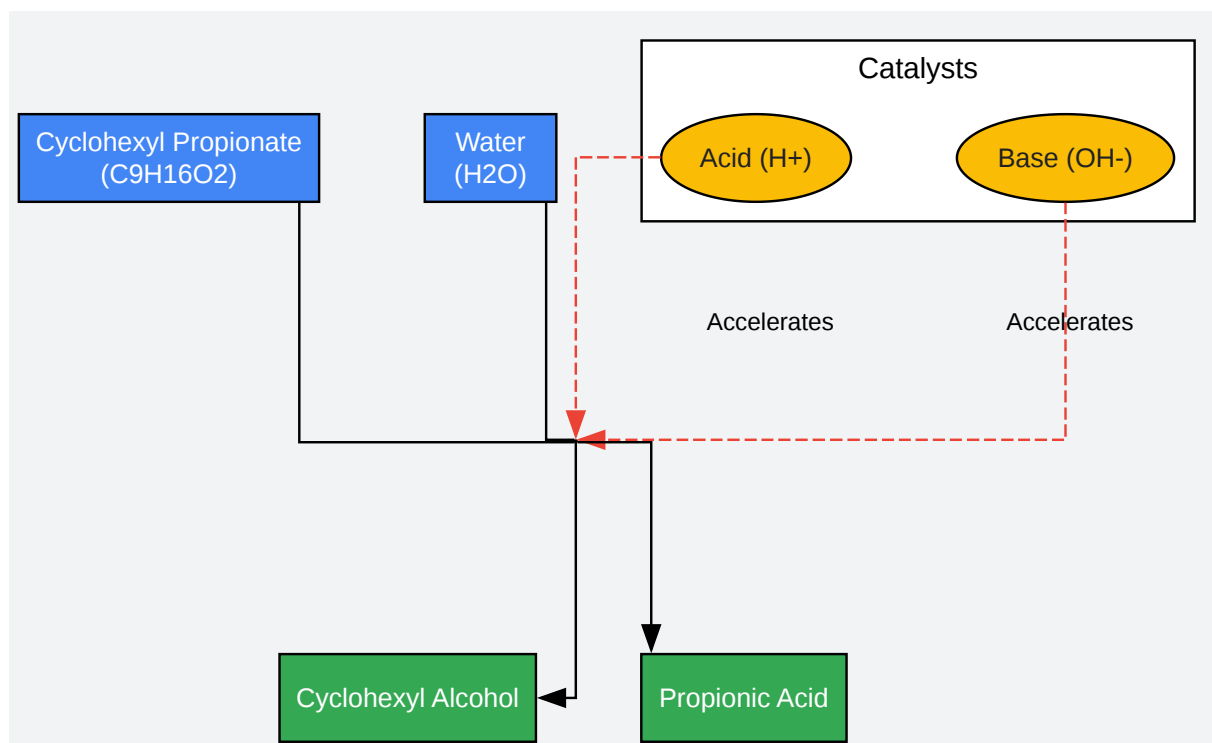 Catalysts
Cyclohexyl Propionate
(C9H16O2)
Water
(H2O)
Acid (H+)
Base (OH-)
Accelerates
Accelerates
Cyclohexyl Alcohol
Propionic Acid